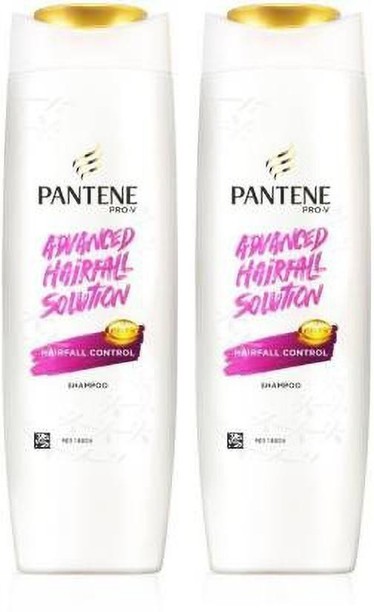 PANTENE
PRO-V
ADVANCED
HAIRFALL
SOLUTION
HAIRFALL CONTROL
SHAMPOO
PANTENE
PRO-V
ADVANCED
HAIRFALL
SOLUTION
HAIRFALL CONTROL
SHAMPOO